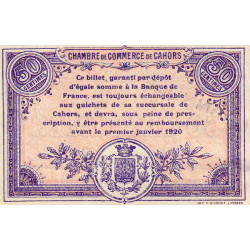 CHAMBRE DE COMMERCE DE CAHORS
50
CENTIMES
50
CENTIMES
Ce billet, garanti par dépôt
d'égale somme à la Banque de
France, est toujours échangeable
aux guichets de sa succursale de
Cahors, et devra, sous peine de pres-
cription, y être présenté au remboursement
avant le premier janvier 1920